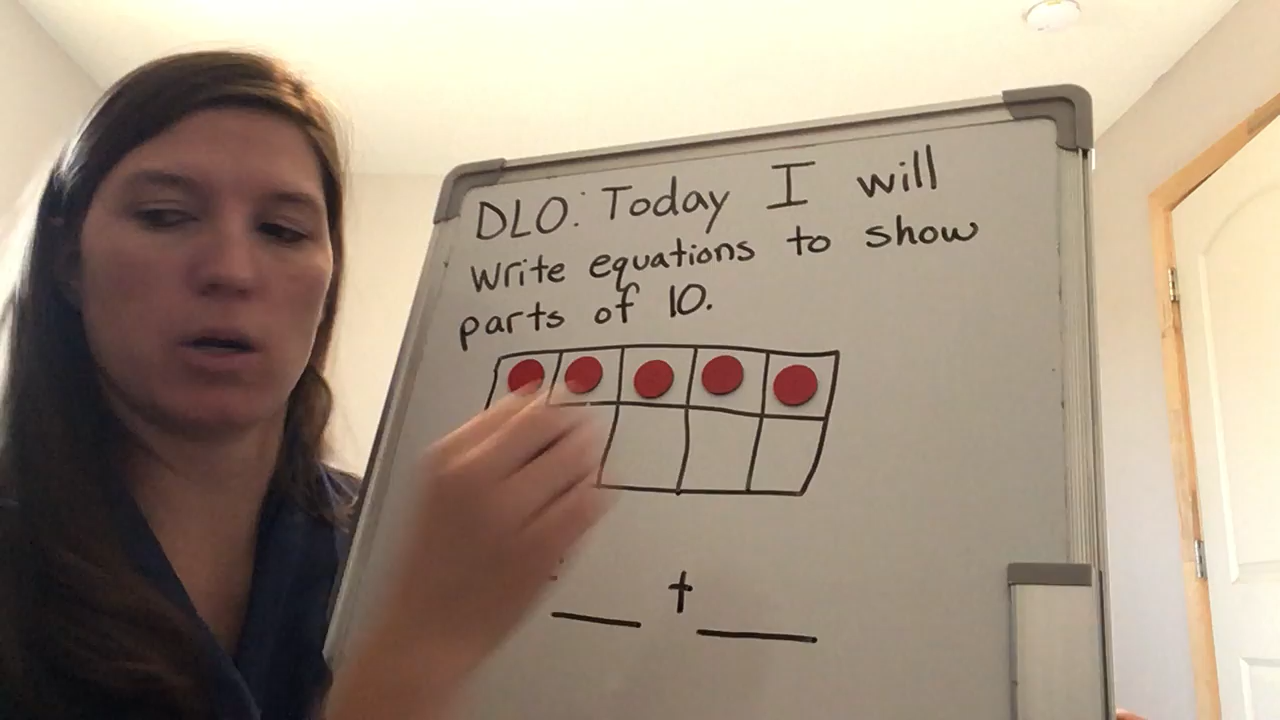 DLO: Today I will
write equations to show
parts of 10.
__ + __